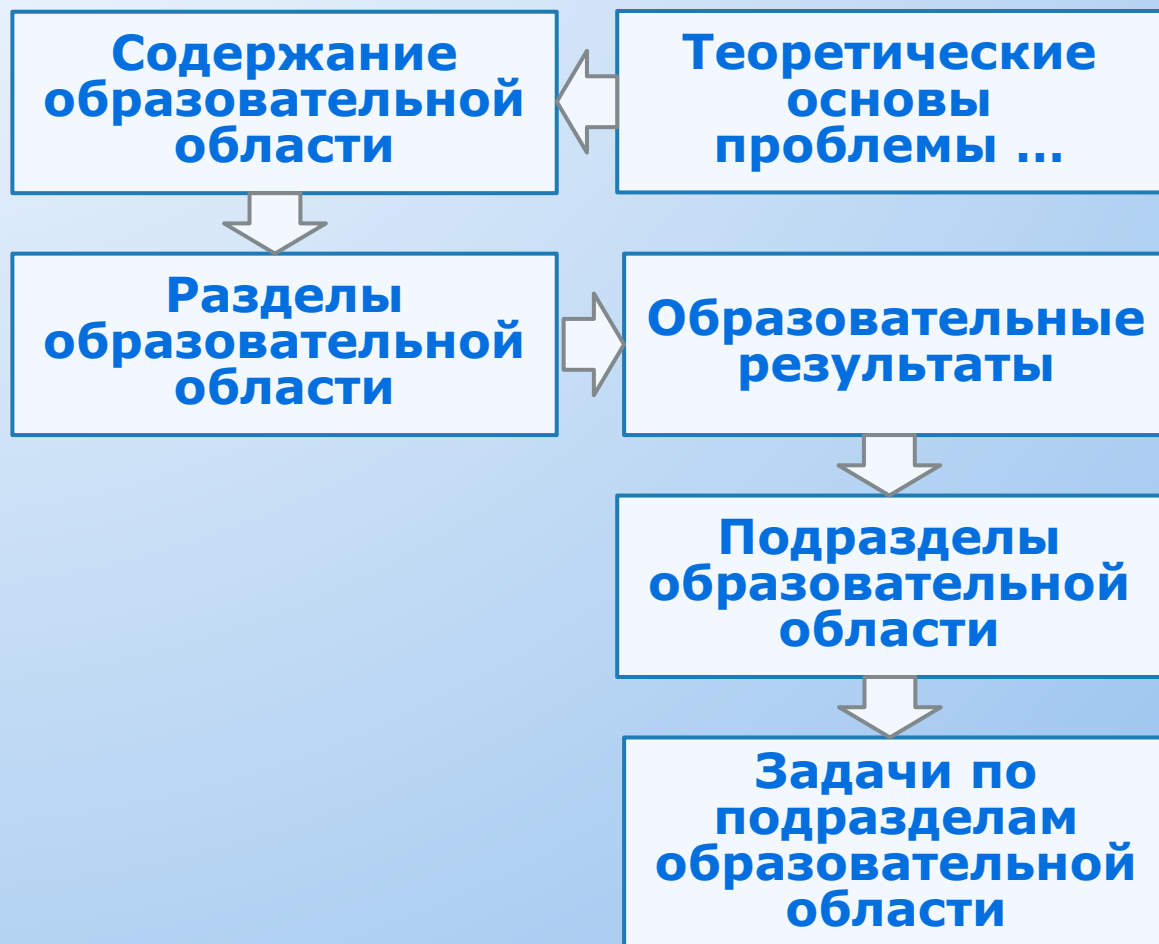 Содержание
образовательной
области
Теоретические
основы
проблемы ...
Разделы
образовательной
области
Образовательные
результаты
Подразделы
образовательной
области
Задачи по
подразделам
образовательной
области